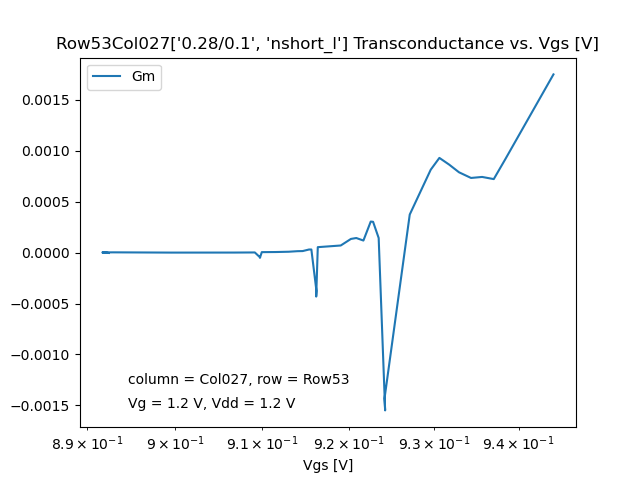 Row53Col027['0.28/0.1', 'nshort_l'] Transconductance vs. Vgs [V]
Gm
0.0015
0.0010
0.0005
0.0000
−0.0005
−0.0010
−0.0015
column = Col027, row = Row53
Vg = 1.2 V, Vdd = 1.2 V
8.9 × 10⁻¹ 9 × 10⁻¹ 9.1 × 10⁻¹ 9.2 × 10⁻¹ 9.3 × 10⁻¹ 9.4 × 10⁻¹
Vgs [V]